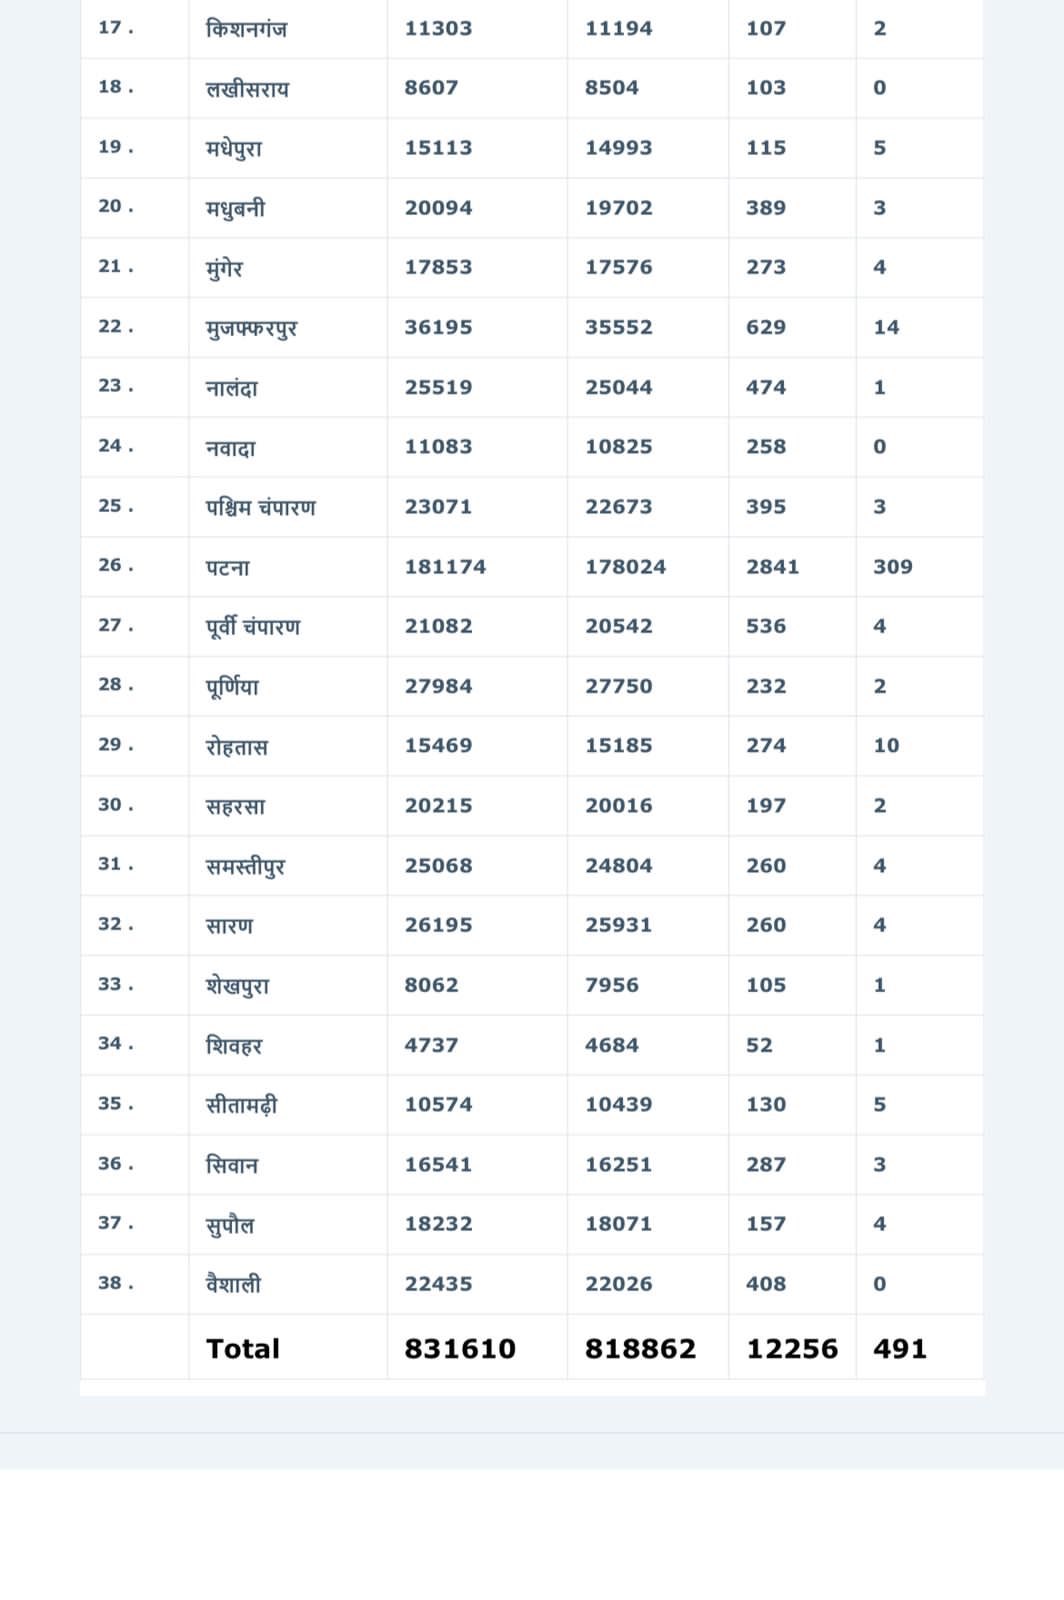 17 . किशनगंज 11303 11194 107 2
18 . लखीसराय 8607 8504 103 0
19 . मधेपुरा 15113 14993 115 5
20 . मधुबनी 20094 19702 389 3
21 . मुंगेर 17853 17576 273 4
22 . मुजफ्फरपुर 36195 35552 629 14
23 . नालंदा 25519 25044 474 1
24 . नवादा 11083 10825 258 0
25 . पश्चिम चंपारण 23071 22673 395 3
26 . पटना 181174 178024 2841 309
27 . पूर्वी चंपारण 21082 20542 536 4
28 . पूर्णिया 27984 27750 232 2
29 . रोहतास 15469 15185 274 10
30 . सहरसा 20215 20016 197 2
31 . समस्तीपुर 25068 24804 260 4
32 . सारण 26195 25931 260 4
33 . शेखपुरा 8062 7956 105 1
34 . शिवहर 4737 4684 52 1
35 . सीतामढ़ी 10574 10439 130 5
36 . सिवान 16541 16251 287 3
37 . सुपौल 18232 18071 157 4
38 . वैशाली 22435 22026 408 0
Total 831610 818862 12256 491